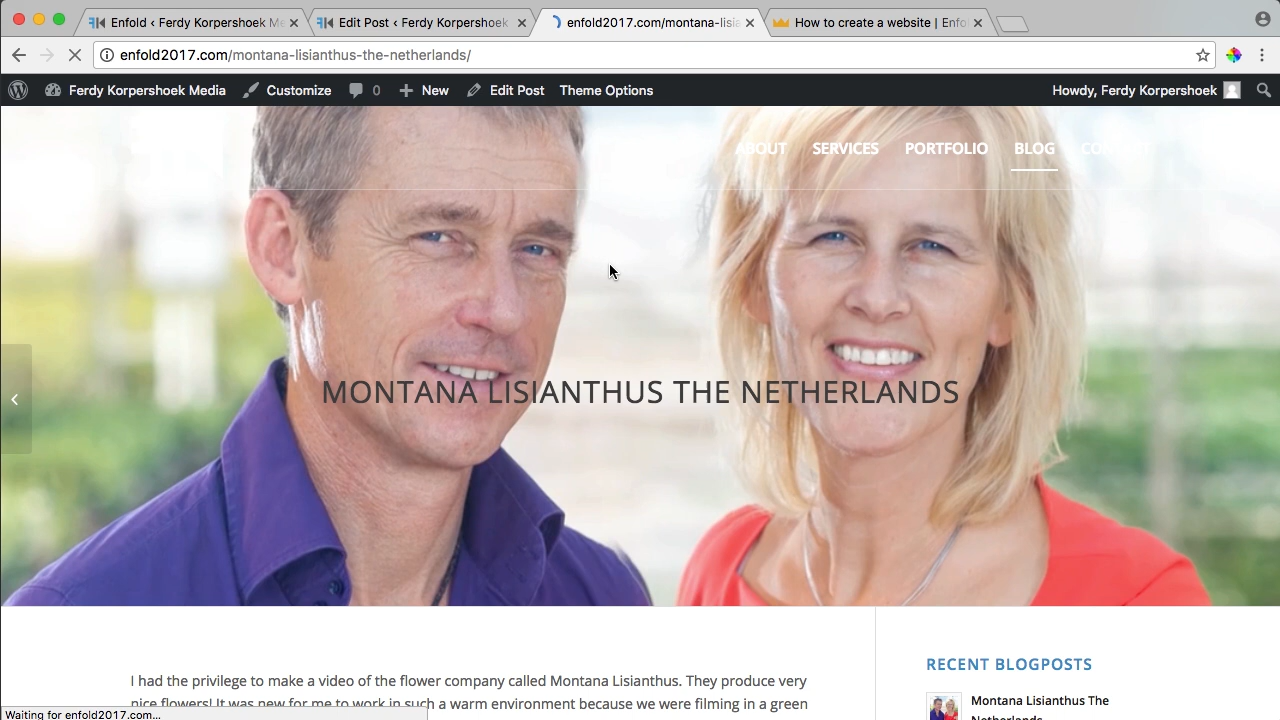 Enfold ‹ Ferdy Korpershoek Me
Edit Post ‹ Ferdy Korpershoek
enfold2017.com/montana-lisia
How to create a website | Enfo
enfold2017.com/montana-lisianthus-the-netherlands/
Ferdy Korpershoek Media
Customize
0
New
Edit Post
Theme Options
Howdy, Ferdy Korpershoek
ABOUT
SERVICES
PORTFOLIO
BLOG
MONTANA LISIANTHUS THE NETHERLANDS
RECENT BLOGPOSTS
I had the privilege to make a video of the flower company called Montana Lisianthus. They produce very
nice flowers! It was new for me to work in such a warm environment because we were filming in a green
Montana Lisianthus The
Netherlands
Waiting for enfold2017.com...